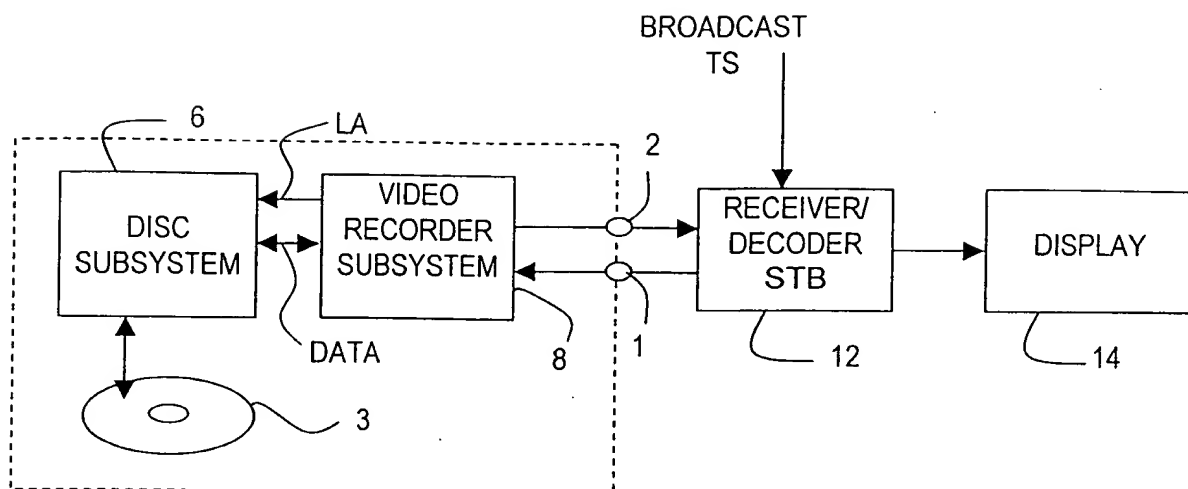 BROADCAST
TS
6
LA
2
DISC
SUBSYSTEM
VIDEO
RECORDER
SUBSYSTEM
RECEIVER/
DECODER
STB
DISPLAY
DATA
8
1
12
14
3